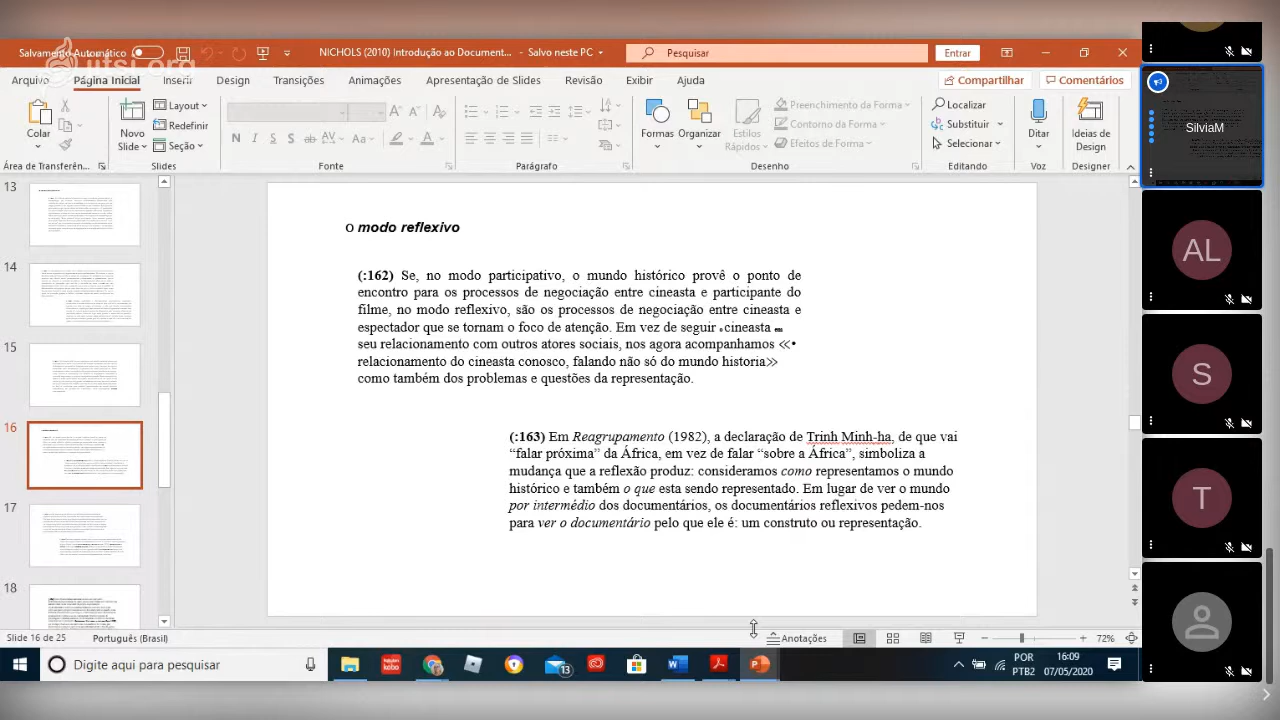 Salvamento Automático
NICHOLS (2010) Introdução ao Document... - Salvo neste PC
Pesquisar
Entrar
Arquivo Página Inicial Inserir Design Transições Animações Slides Revisão Exibir Ajuda
Compartilhar Comentários
Colar
Novo
Slide
Layout
Redefinir
Seção
N I
Formas Organizar Estilos
Rápidos
Preenchimento da Forma
Contorno da Forma
Efeitos de Forma
Localizar
Substituir
Selecionar
Ditar
Ideias de
Design
Área de Transferên... Slides Desenho Voz Designer
13
14
15
16
17
18
O modo reflexivo
(:162) Se, no modo participativo, o mundo histórico provê o ponto de
encontro para os processos de negociação entre cineasta e participante do
filme, no modo reflexivo, são os processos de negociação entre cineasta e
espectador que se tornam o foco de atenção. Em vez de seguir o cineasta em
seu relacionamento com outros atores sociais, nos agora acompanhamos ≪•
relacionamento do cineasta conosco, falando não só do mundo historia≫
como também dos problemas e questões da representação.
(:163) Em Reagrupamento (1982), a declaração de Trinh Minh-ha, de que vai
“falar próxima” da África, em vez de falar “sobre a África”, simboliza a
mudança que a reflexão produz: consideramos como representamos o mundo
histórico e também o que esta sendo representado. Em lugar de ver o mundo
por intermédio dos documentários, os documentários reflexivos pedem-nos
para ver o documentário pelo que ele é: um construto ou representação.
Slide 16 de 25 Português (Brasil) Anotações 72%
Digite aqui para pesquisar
13
POR
PTB2
16:09
07/05/2020
SilviaM
AL
S
T